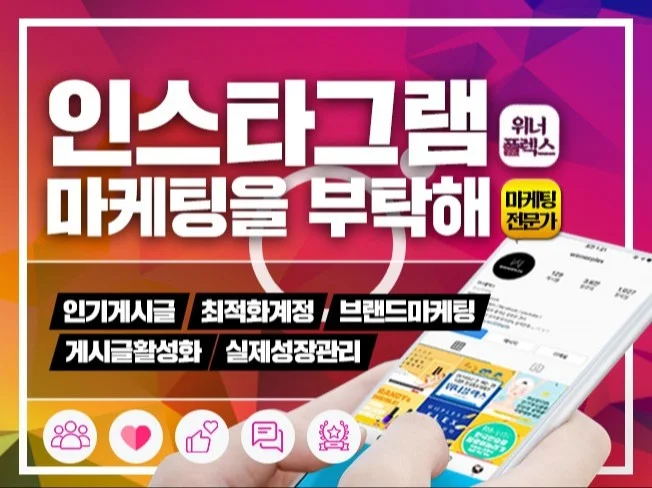 인스타그램
위너
플렉스
마케팅을 부탁해
마케팅
전문가
인기게시글 / 최적화계정 / 브랜드마케팅
게시글활성화 / 실제성장관리